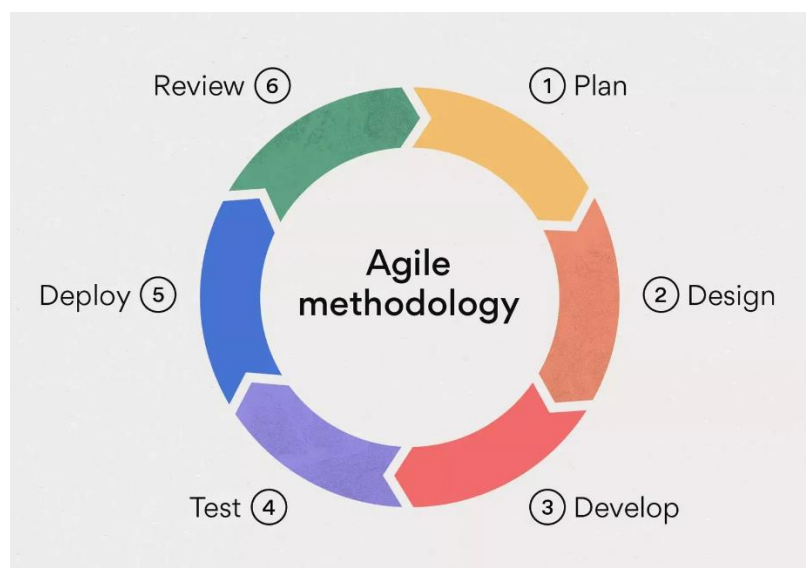 Agile
methodology
1 Plan
2 Design
3 Develop
Test 4
Deploy 5
Review 6